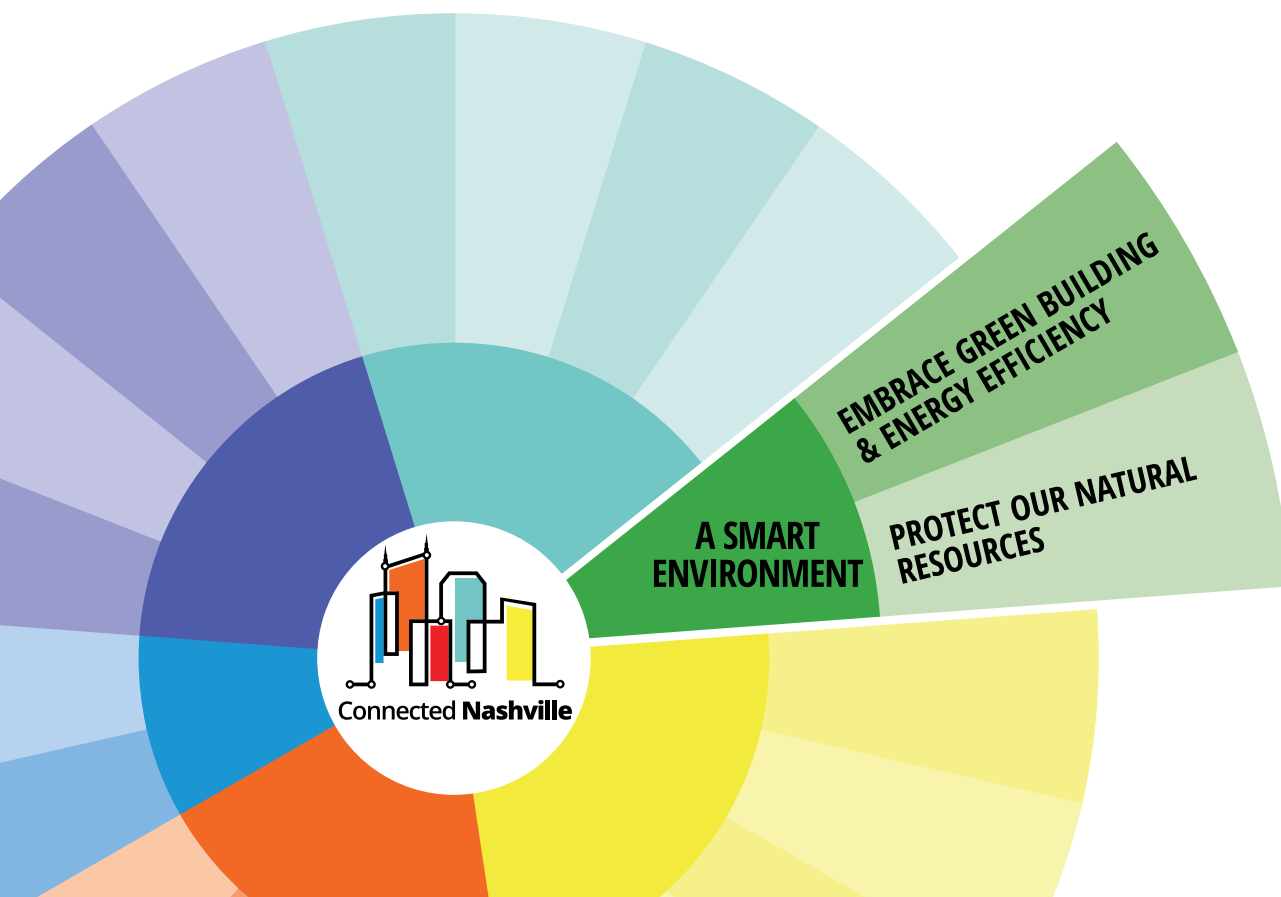 EMBRACE GREEN BUILDING
& ENERGY EFFICIENCY
PROTECT OUR NATURAL
RESOURCES
A SMART
ENVIRONMENT
Connected Nashville